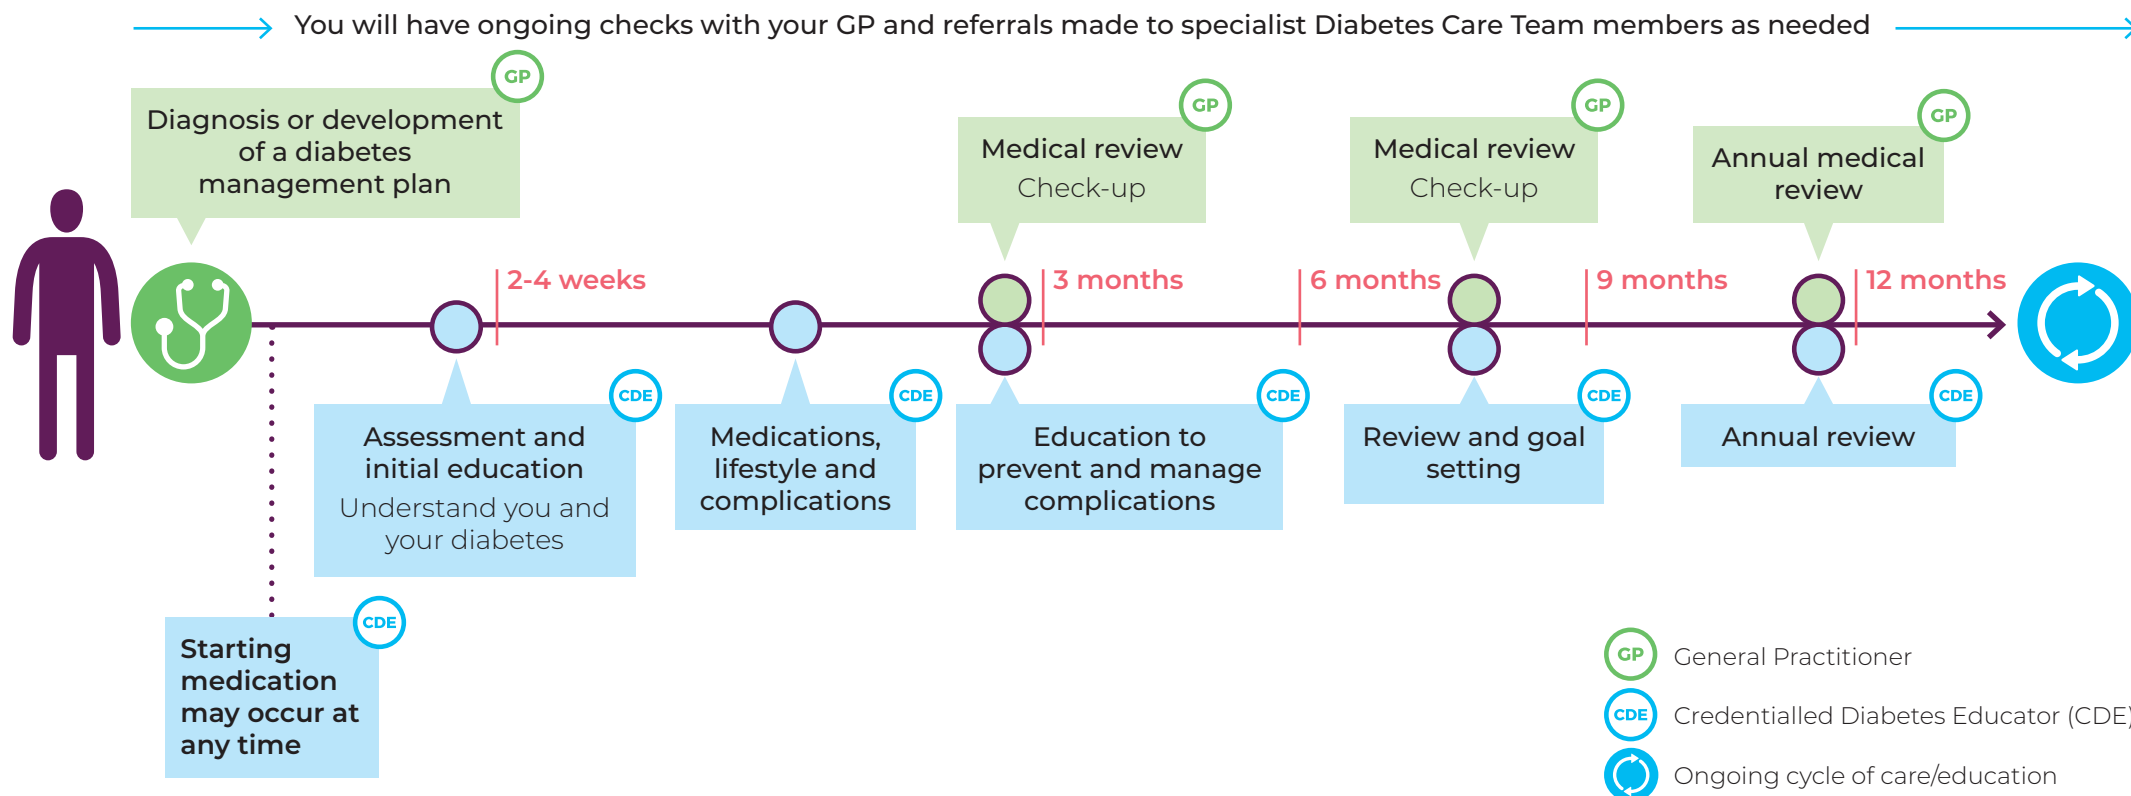 You will have ongoing checks with your GP and referrals made to specialist Diabetes Care Team members as needed
GP
Diagnosis or development
of a diabetes
management plan
GP
Medical review
Check-up
GP
Medical review
Check-up
GP
Annual medical
review
2-4 weeks
3 months
6 months
9 months
12 months
CDE
Assessment and
initial education
Understand you and
your diabetes
CDE
Medications,
lifestyle and
complications
CDE
Education to
prevent and manage
complications
CDE
Review and goal
setting
CDE
Annual review
CDE
Starting
medication
may occur at
any time
GP General Practitioner
CDE Credentialled Diabetes Educator (CDE)
Ongoing cycle of care/education